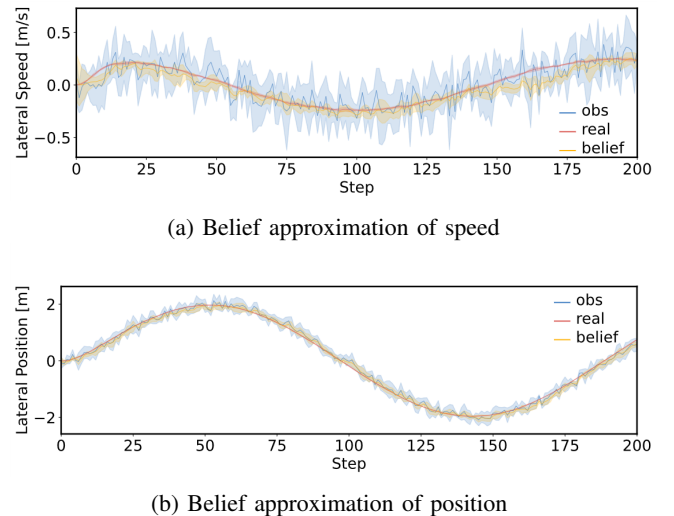 Lateral Speed [m/s]
0.5
0.0
−0.5
0 25 50 75 100 125 150 175 200
Step
obs
real
belief
(a) Belief approximation of speed
Lateral Position [m]
2
0
−2
0 25 50 75 100 125 150 175 200
Step
obs
real
belief
(b) Belief approximation of position